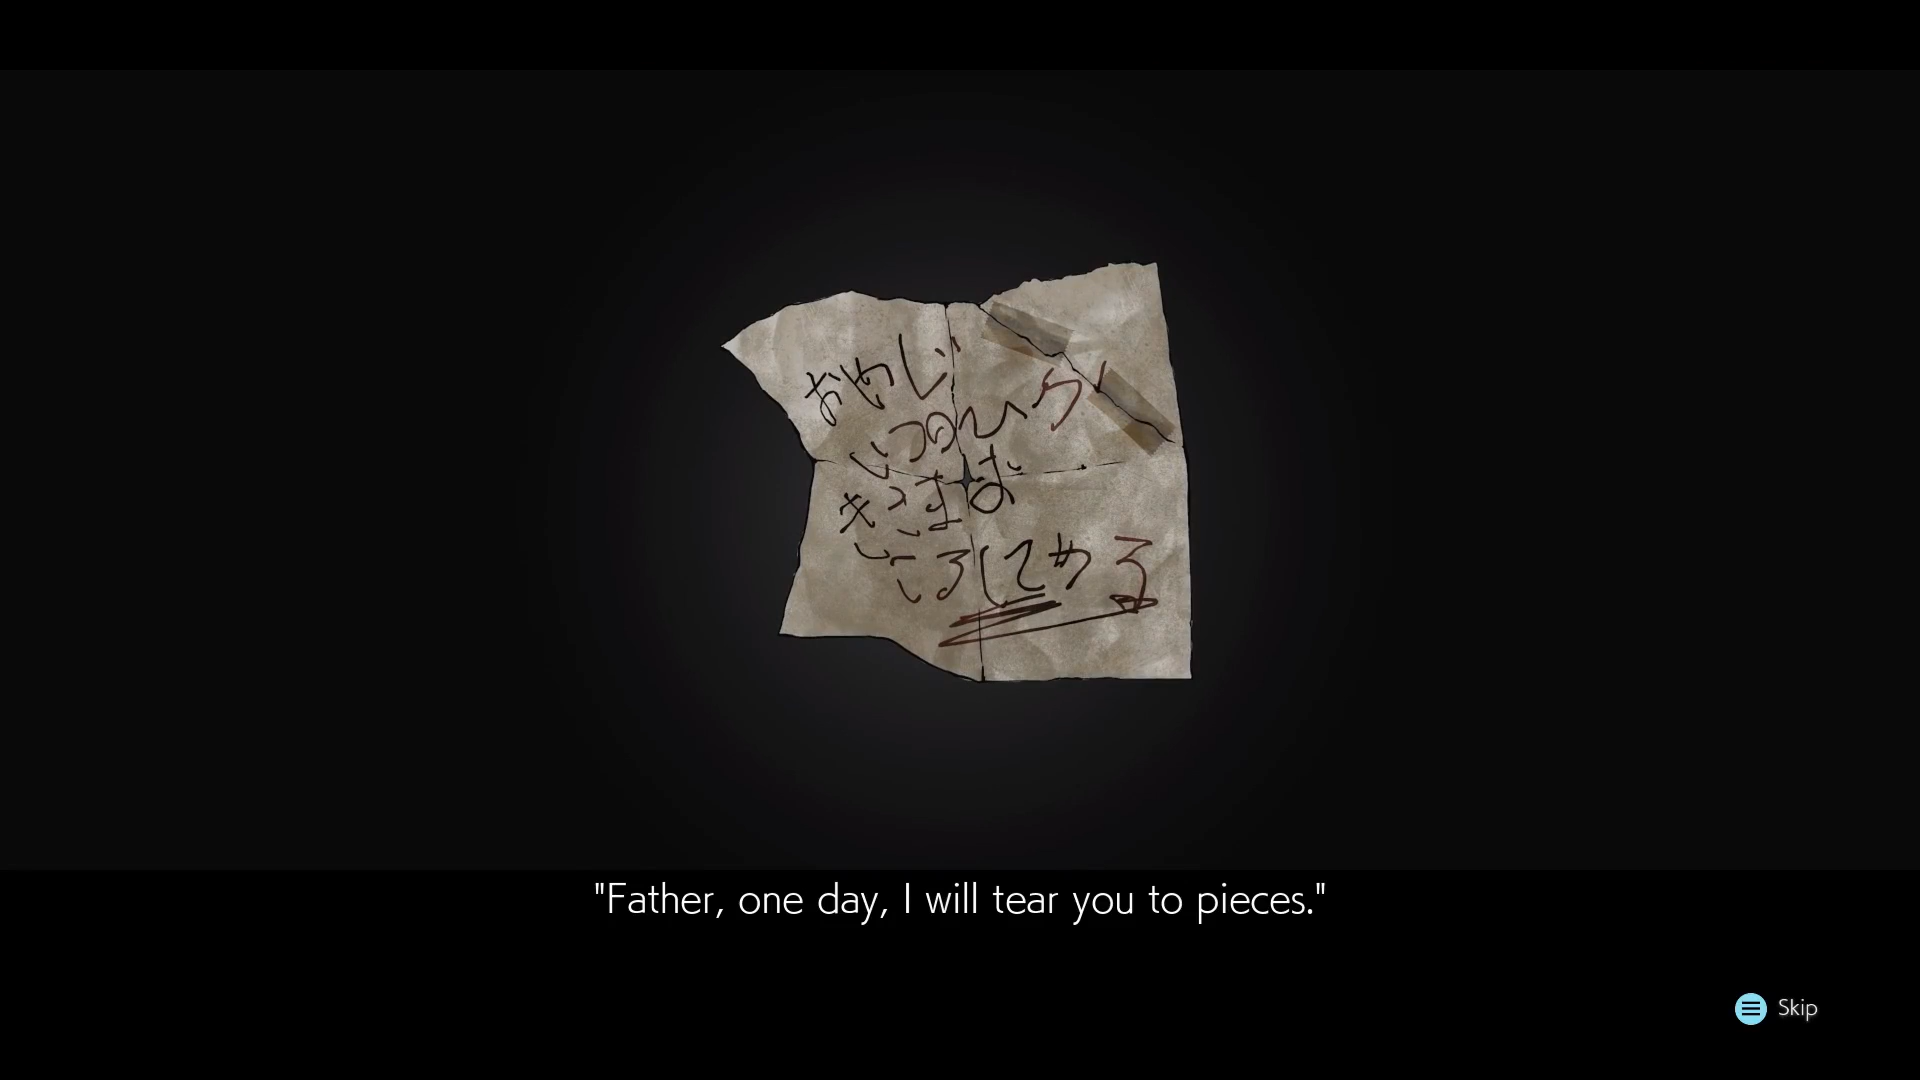 おやじ
いつのひか
きさまお
ころしてやる
"Father, one day, I will tear you to pieces."
Skip